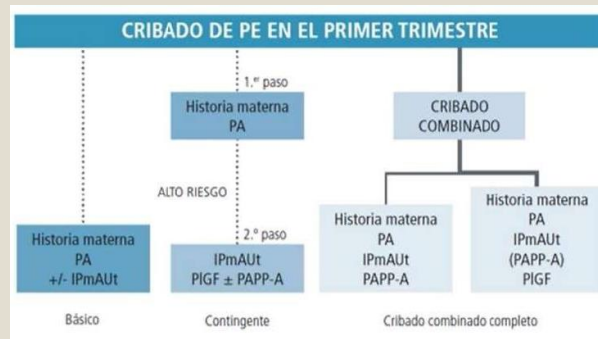 CRIBADO DE PE EN EL PRIMER TRIMESTRE
1.er paso
Historia materna
PA
ALTO RIESGO
2.º paso
IPmAUt
PlGF ± PAPP-A
Historia materna
PA
+/- IPmAUt
Básico
Contingente
CRIBADO
COMBINADO
Historia materna
PA
IPmAUt
PAPP-A
Historia materna
PA
IPmAUt
(PAPP-A)
PlGF
Cribado combinado completo